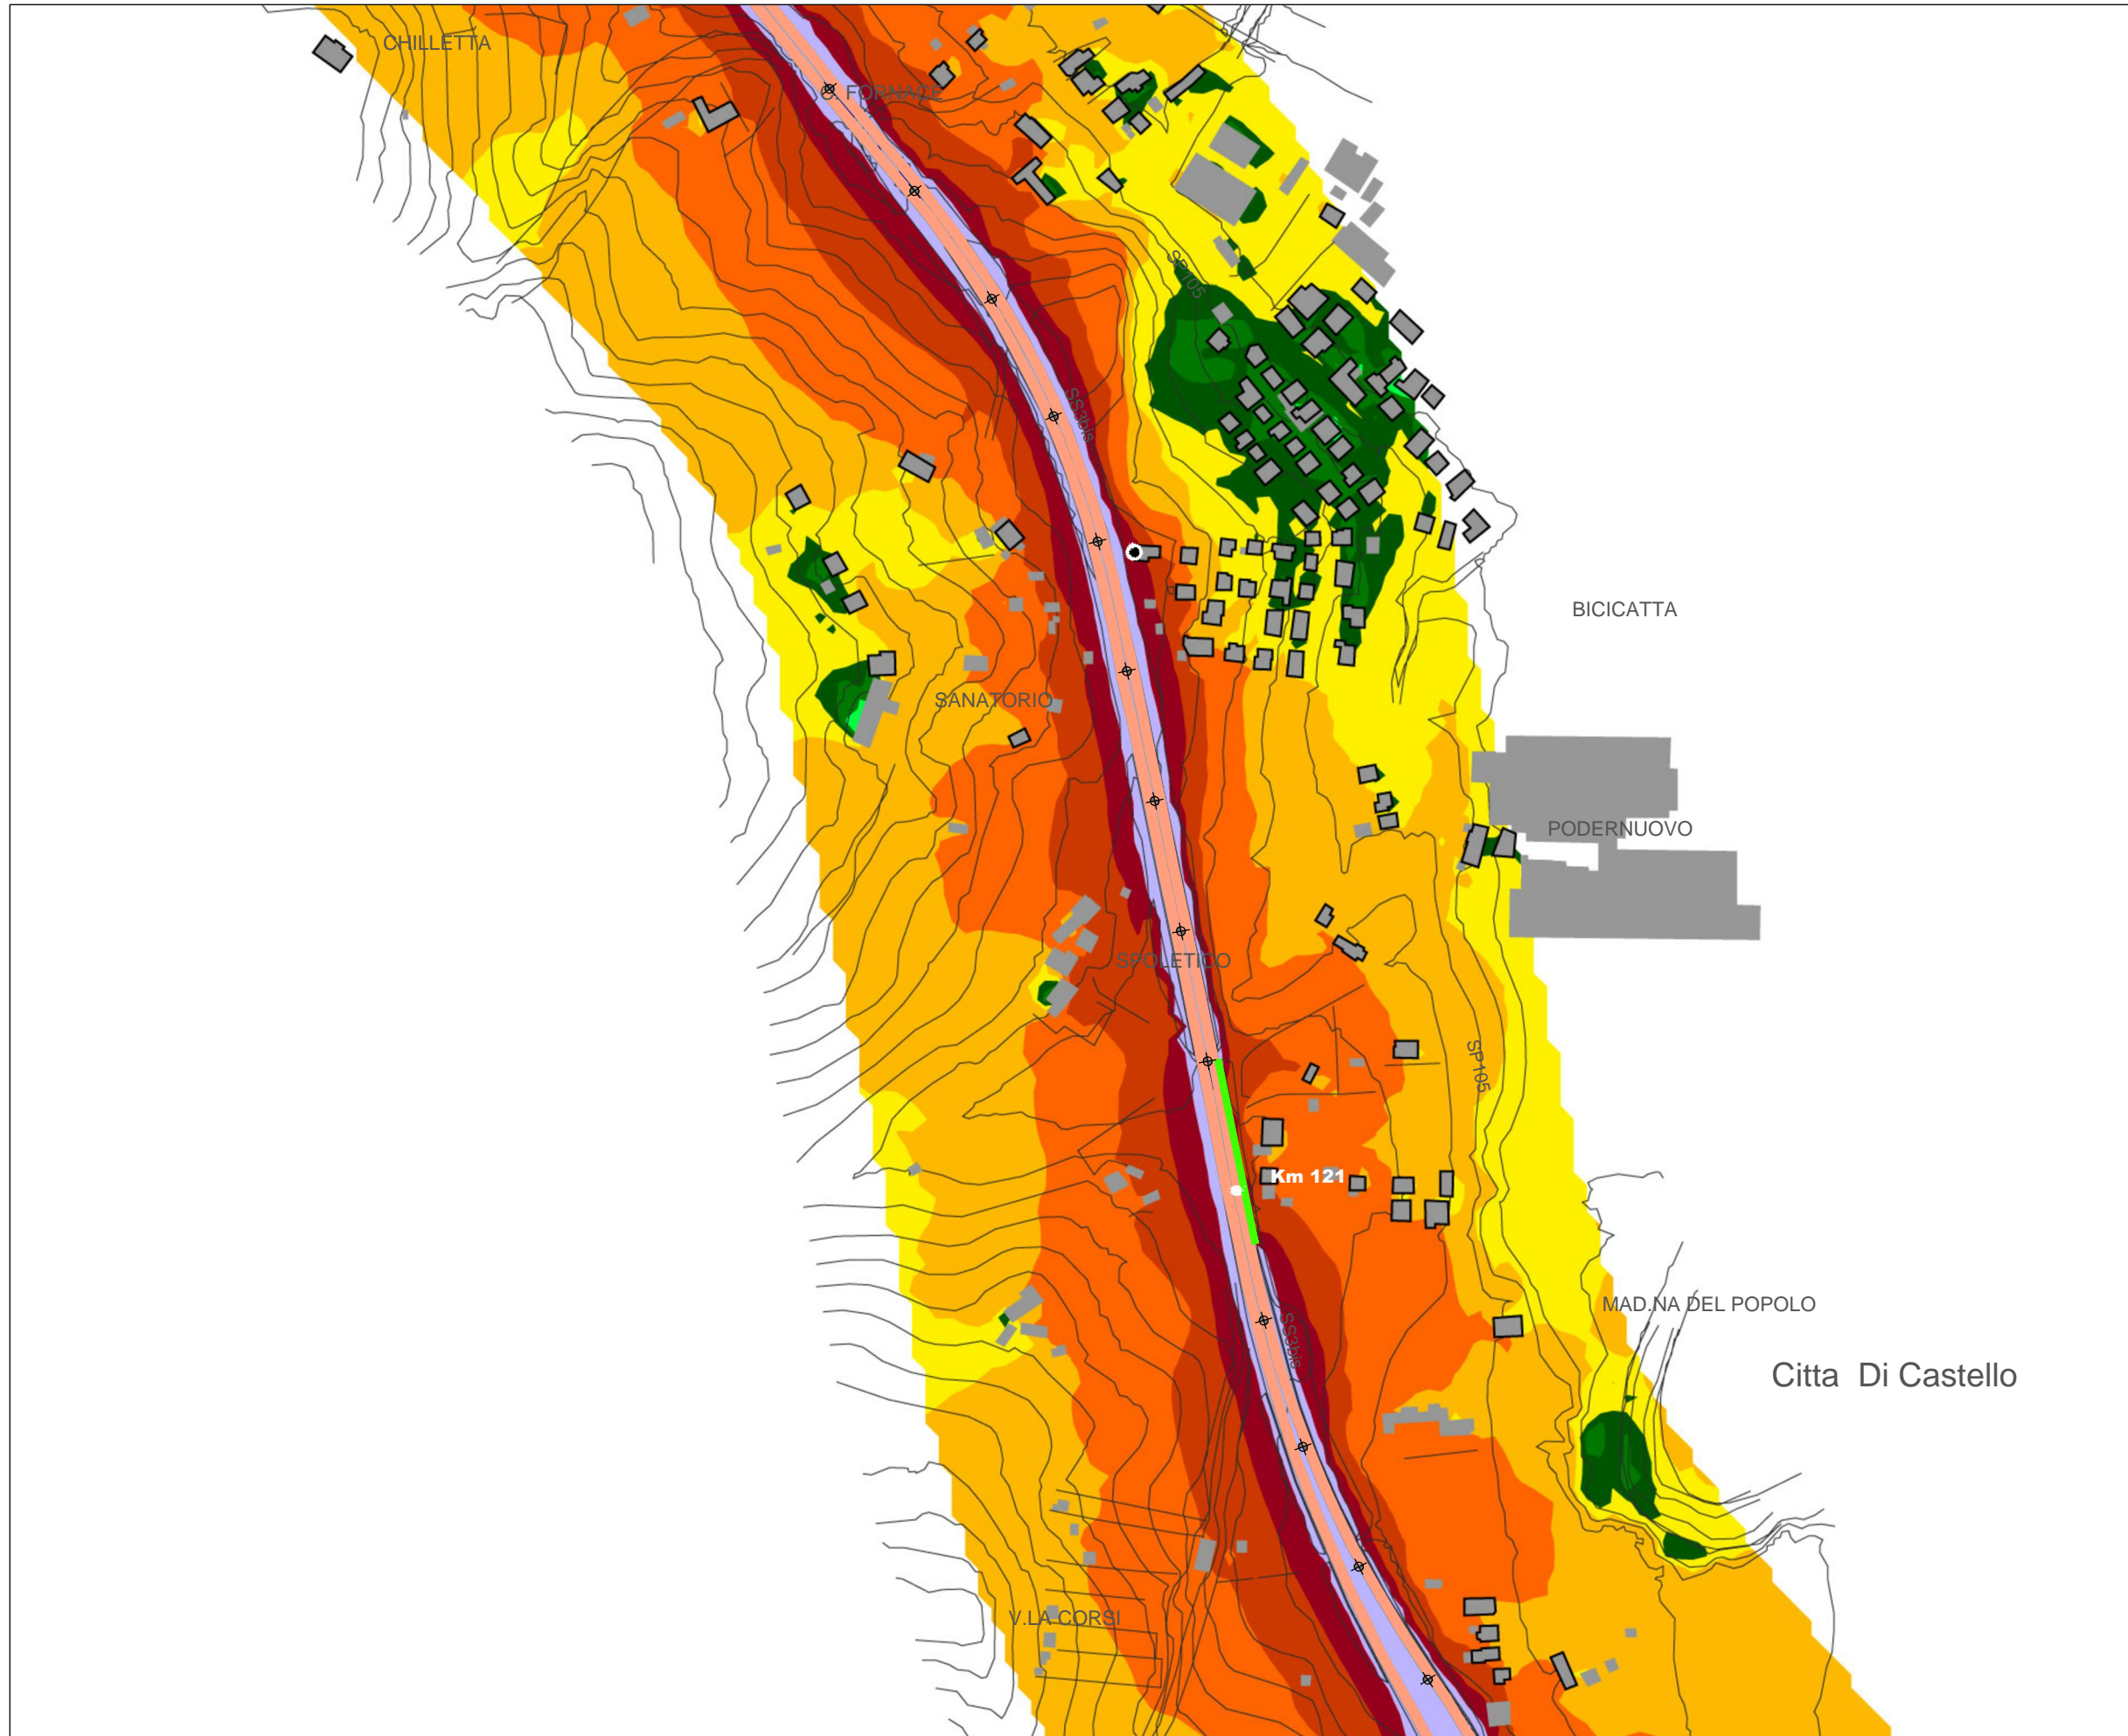 CHILLETTA
C. FORNACE
SP105
SS3bis
BICICATTA
SANATORIO
PODERNUOVO
SPOLETICO
SP105
Km 121
MAD.NA DEL POPOLO
SS3bis
Citta Di Castello
V.LA CORSI